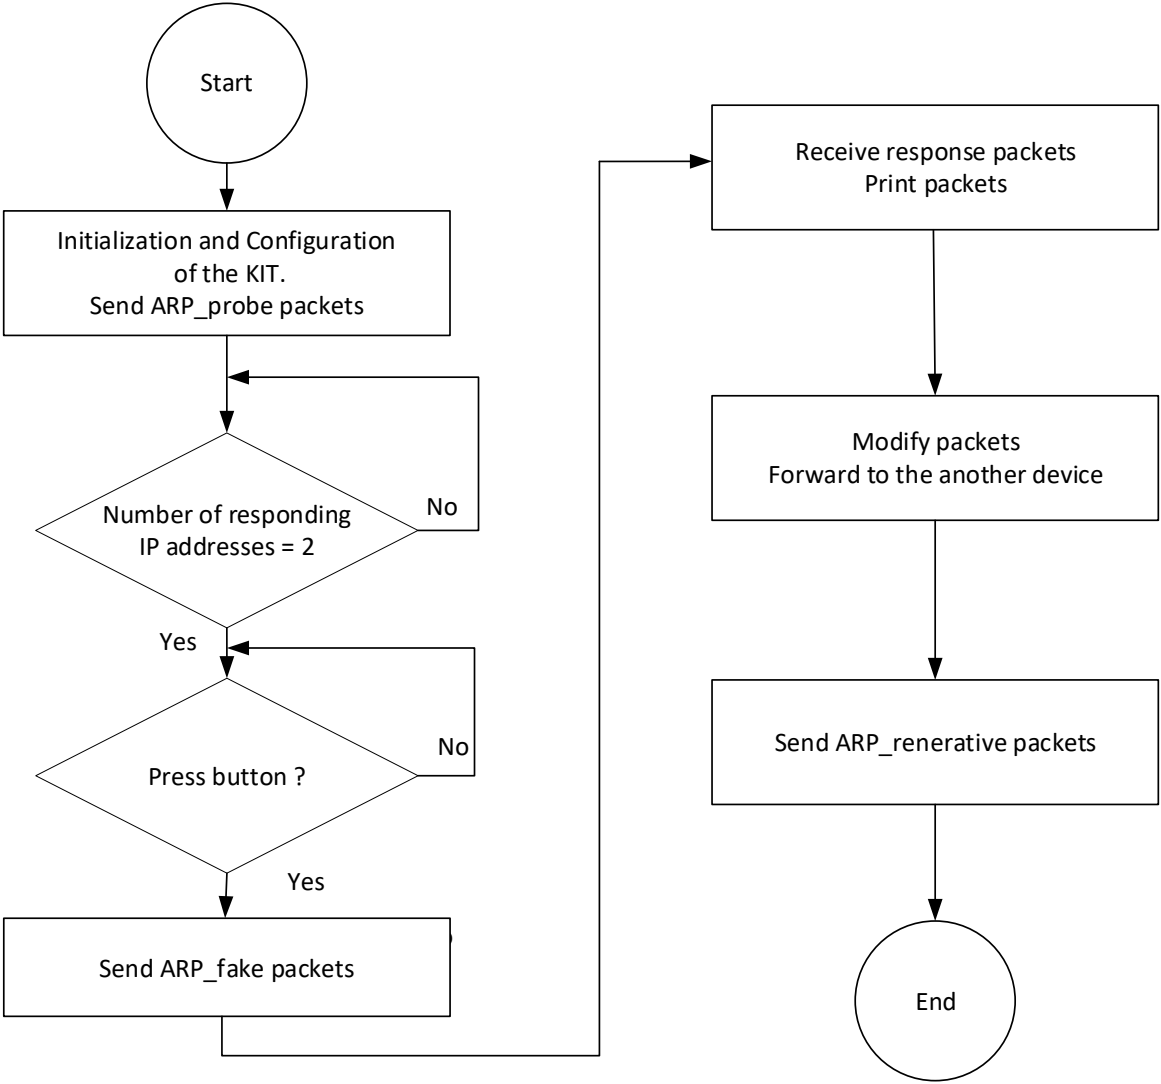 Start
Initialization and Configuration
of the KIT.
Send ARP_probe packets
Number of responding
IP addresses = 2
No
Yes
Press button ?
No
Yes
Send ARP_fake packets
Receive response packets
Print packets
Modify packets
Forward to the another device
Send ARP_renerative packets
End